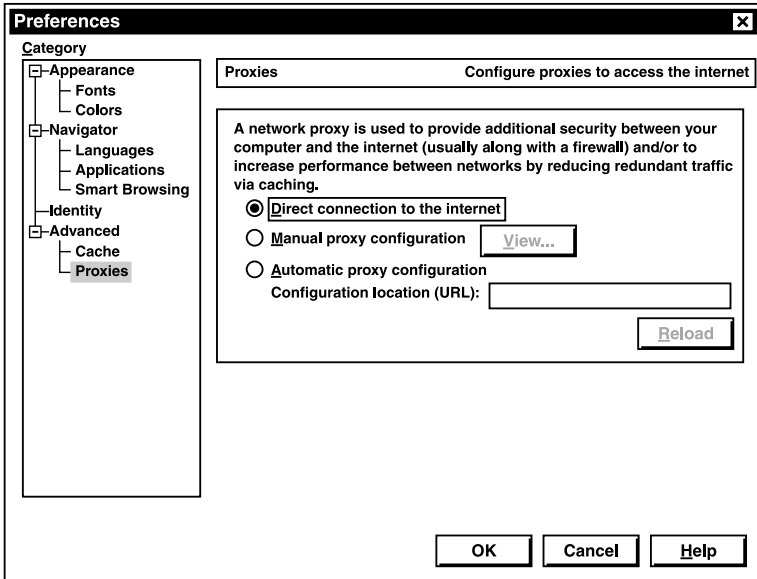 Preferences
Category
Appearance
Fonts
Colors
Navigator
Languages
Applications
Smart Browsing
Identity
Advanced
Cache
Proxies
Proxies Configure proxies to access the internet
A network proxy is used to provide additional security between your
computer and the internet (usually along with a firewall) and/or to
increase performance between networks by reducing redundant traffic
via caching.
Direct connection to the internet
Manual proxy configuration View...
Automatic proxy configuration
Configuration location (URL):
Reload
OK Cancel Help